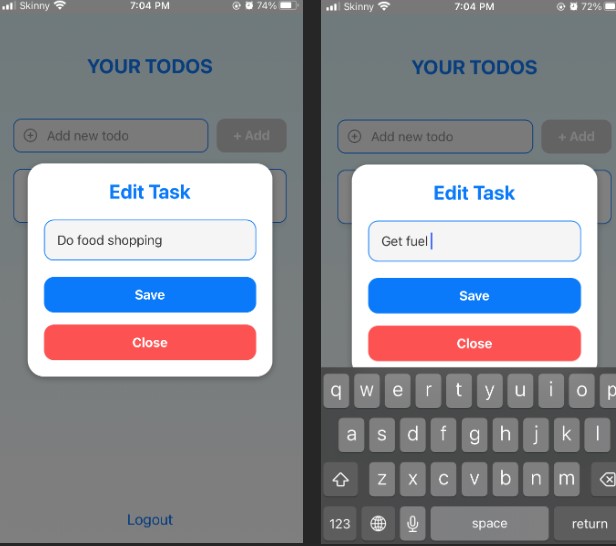 Skinny 7:04 PM 74%
YOUR TODOS
Add new todo
+ Add
Edit Task
Do food shopping
Save
Close
Logout
Skinny 7:04 PM 72%
YOUR TODOS
Add new todo
+ Add
Edit Task
Get fuel
Save
Close
q w e r t y u i o p
a s d f g h j k l
z x c v b n m
123 space return